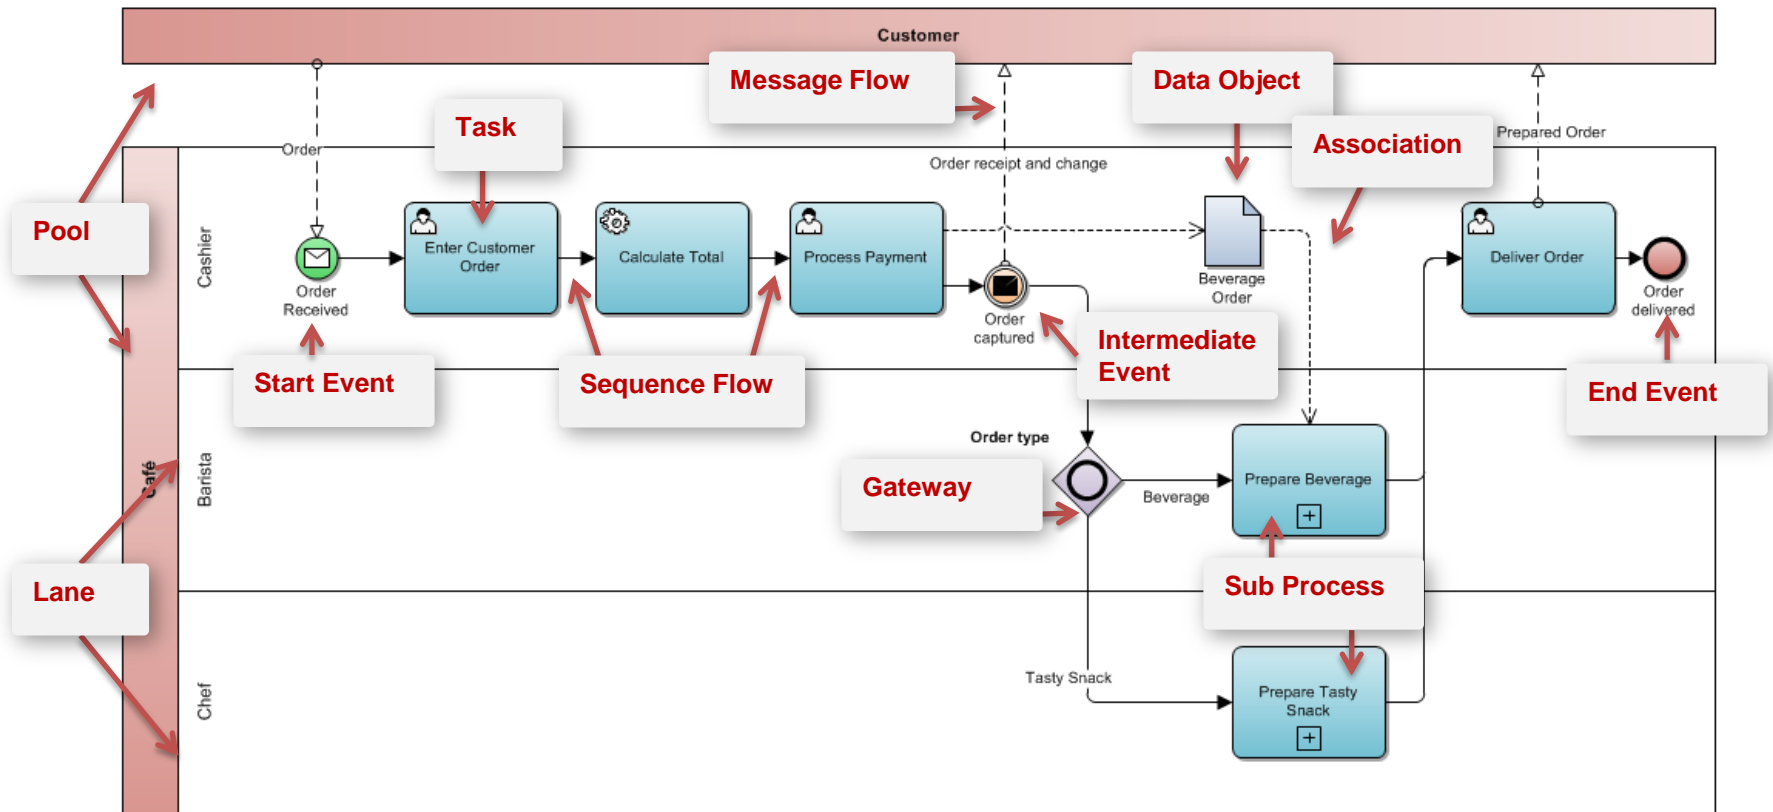 Customer
Message Flow
Data Object
Task
Order
Order receipt and change
Association
Prepared Order
Pool
Cashier
Enter Customer
Order
Calculate Total
Process Payment
Beverage
Order
Deliver Order
Order
Received
Order
captured
Order
delivered
Start Event
Sequence Flow
Intermediate
Event
End Event
Café
Barista
Order type
Gateway
Beverage
Prepare Beverage
Lane
Sub Process
Chef
Tasty Snack
Prepare Tasty
Snack